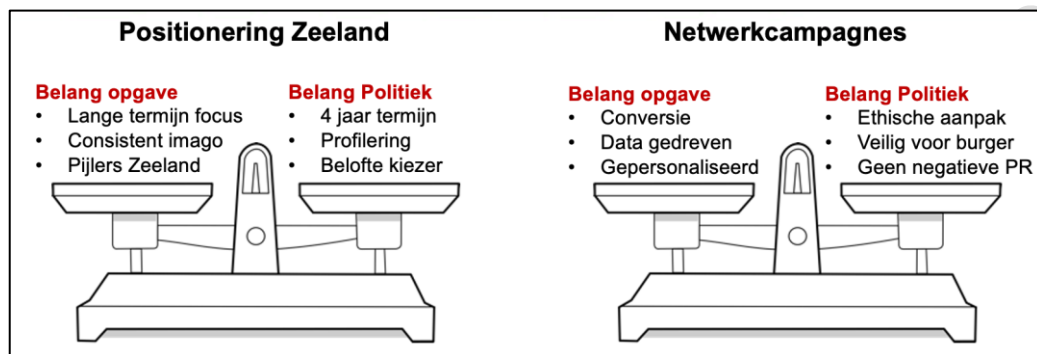 Positionering Zeeland
Belang opgave
• Lange termijn focus
• Consistent imago
• Pijlers Zeeland
Belang Politiek
• 4 jaar termijn
• Profilering
• Belofte kiezer
Netwerkcampagnes
Belang opgave
• Conversie
• Data gedreven
• Gepersonaliseerd
Belang Politiek
• Ethische aanpak
• Veilig voor burger
• Geen negatieve PR